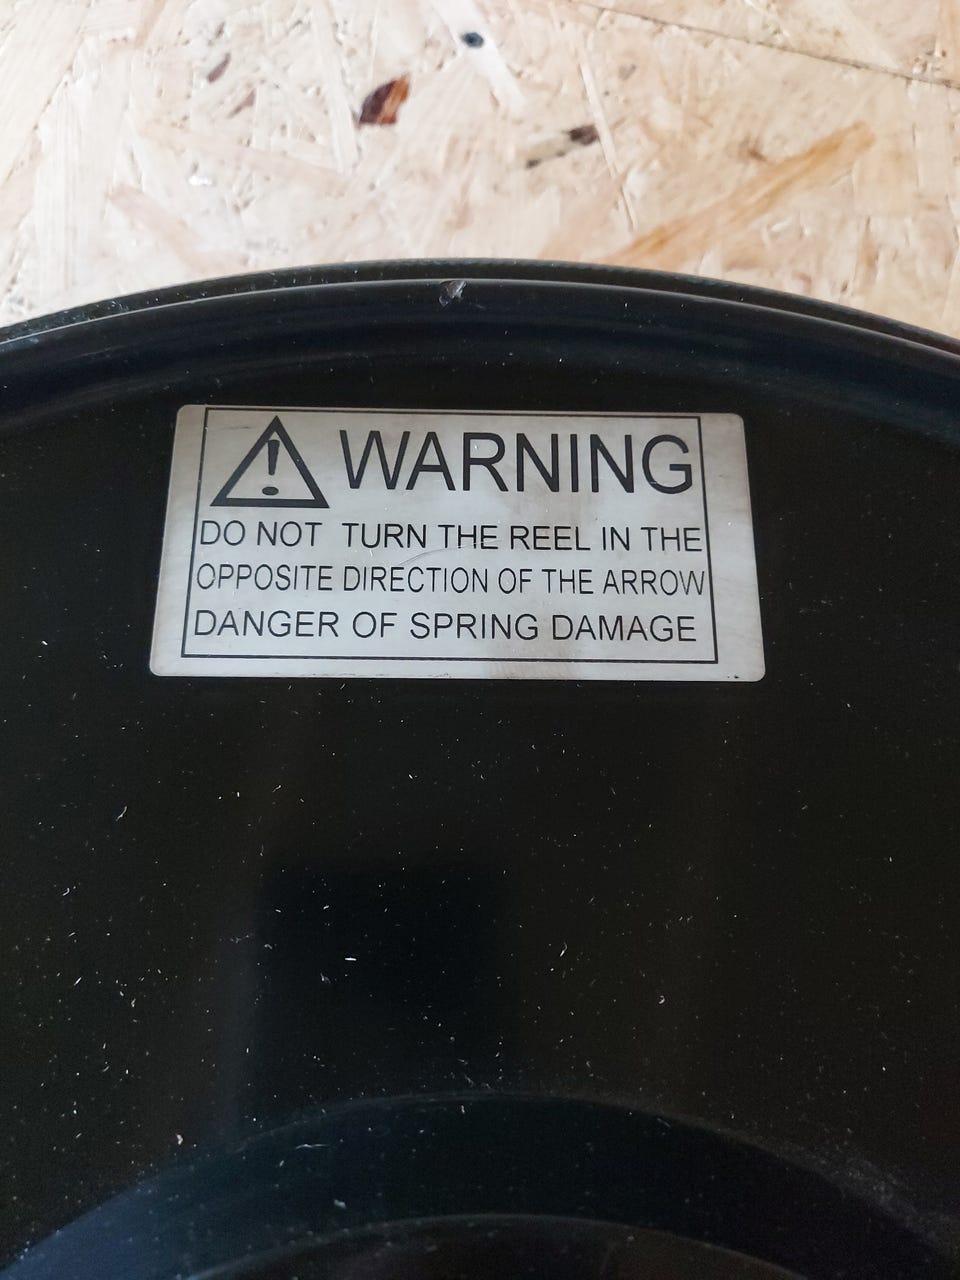 WARNING
DO NOT TURN THE REEL IN THE
OPPOSITE DIRECTION OF THE ARROW
DANGER OF SPRING DAMAGE